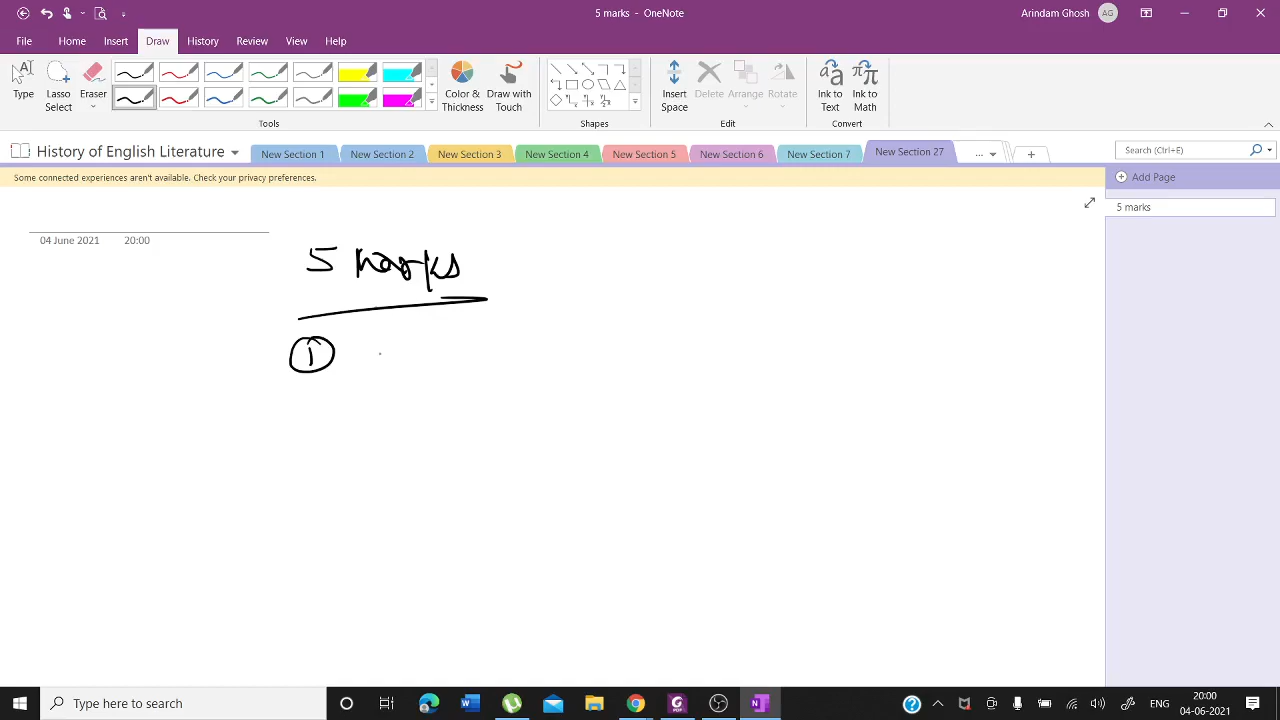 5 marks - OneNote
Arindam Ghosh AG
File Home Insert Draw History Review View Help
Type Lasso Select Eraser Color & Thickness Draw with Touch Insert Space Delete Arrange Rotate Ink to Text Ink to Math
Tools Shapes Edit Convert
History of English Literature New Section 1 New Section 2 New Section 3 New Section 4 New Section 5 New Section 6 New Section 7 New Section 27 ... Search (Ctrl+E)
Some connected experiences aren't available. Check your privacy preferences.
Add Page
5 marks
04 June 2021 20:00
5 marks
1
Type here to search
ENG 20:00
04-06-2021